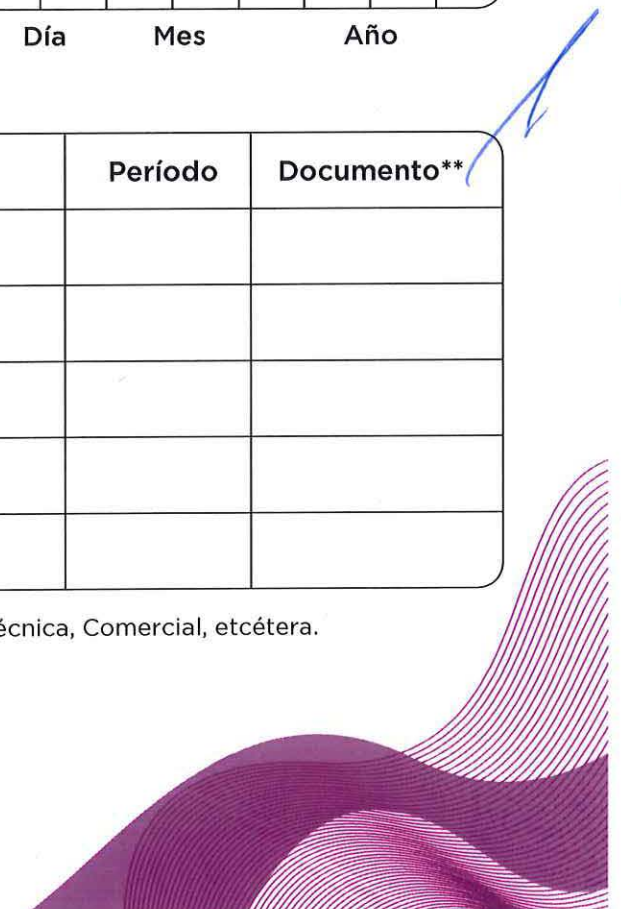 Día Mes Año
Período Documento**
écnica, Comercial, etcétera.